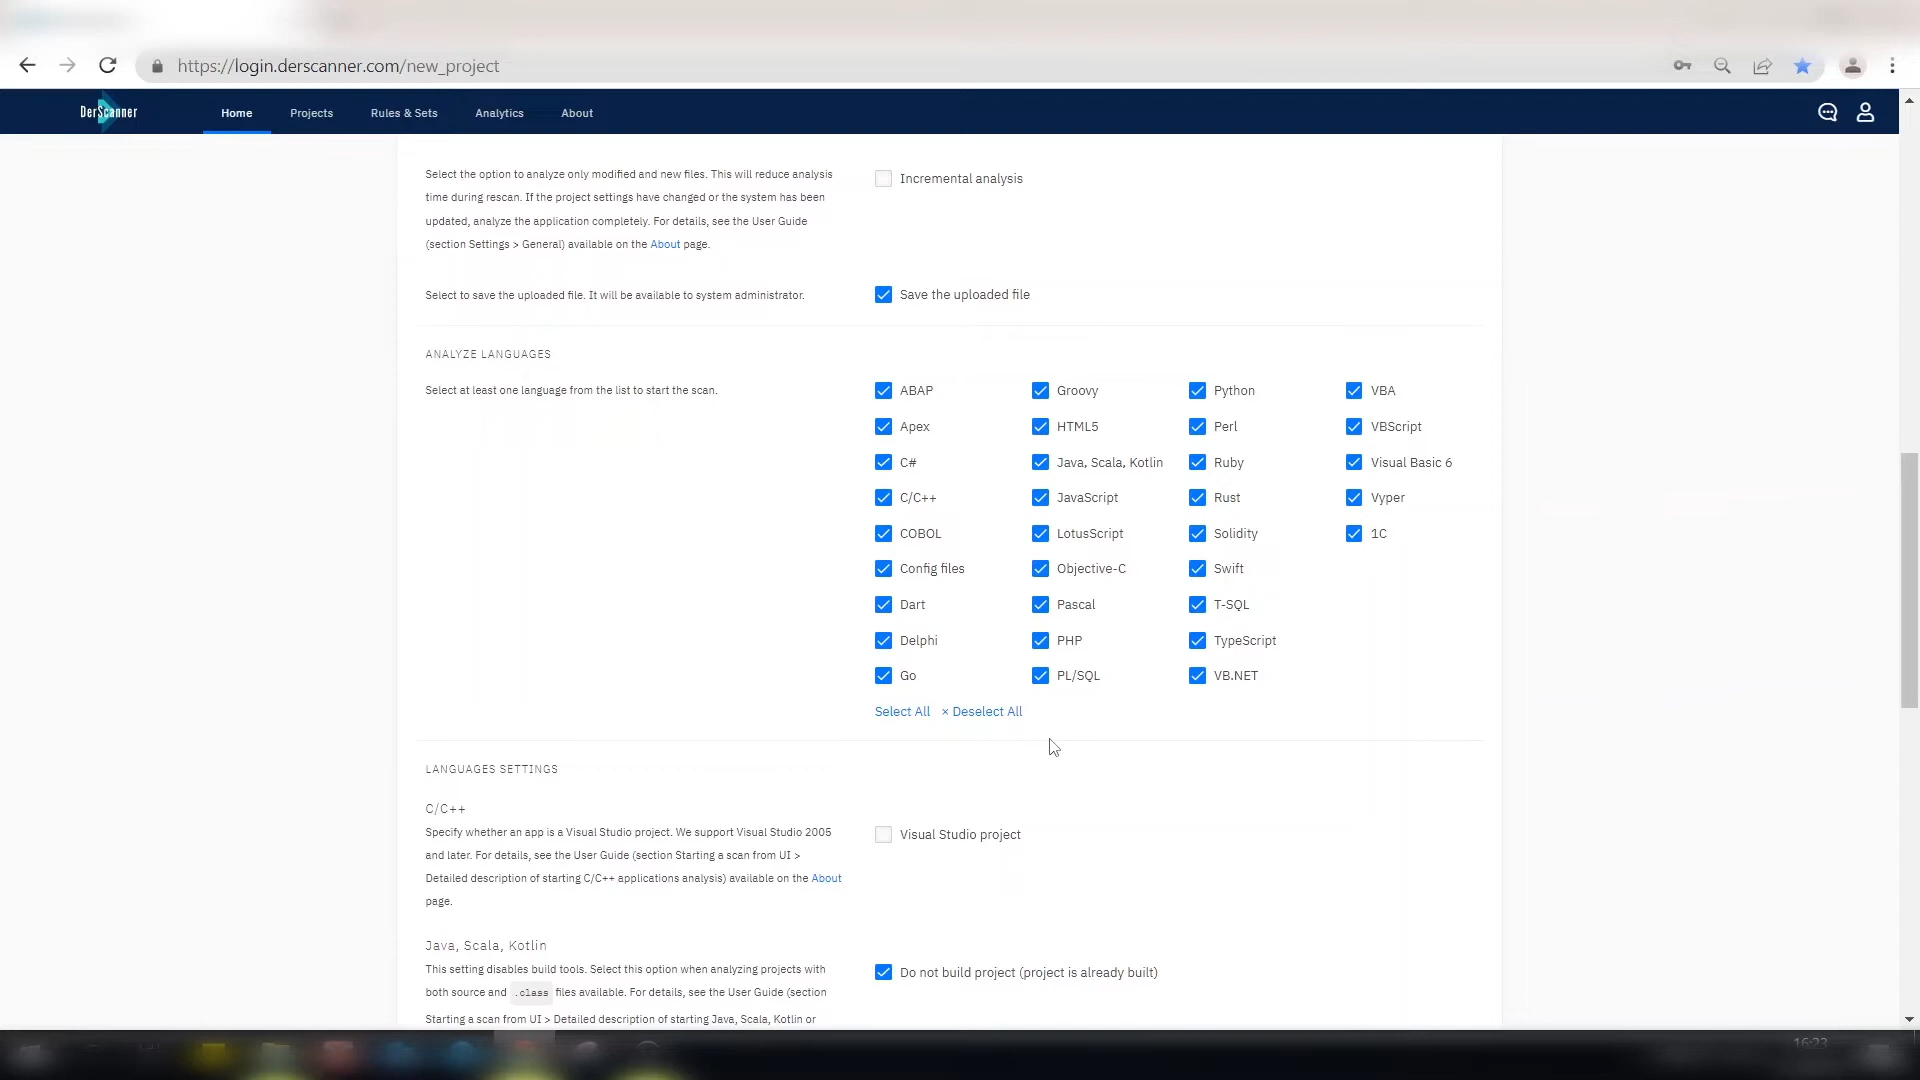 https://login.derscanner.com/new_project
DerScanner
Home
Projects
Rules & Sets
Analytics
About
Select the option to analyze only modified and new files. This will reduce analysis
time during rescan. If the project settings have changed or the system has been
updated, analyze the application completely. For details, see the User Guide
(section Settings > General) available on the About page.
Incremental analysis
Select to save the uploaded file. It will be available to system administrator.
Save the uploaded file
ANALYZE LANGUAGES
Select at least one language from the list to start the scan.
ABAP
Groovy
Python
VBA
Apex
HTML5
Perl
VBScript
C#
Java, Scala, Kotlin
Ruby
Visual Basic 6
C/C++
JavaScript
Rust
Vyper
COBOL
LotusScript
Solidity
1C
Config files
Objective-C
Swift
Dart
Pascal
T-SQL
Delphi
PHP
TypeScript
Go
PL/SQL
VB.NET
Select All
× Deselect All
LANGUAGES SETTINGS
C/C++
Specify whether an app is a Visual Studio project. We support Visual Studio 2005
and later. For details, see the User Guide (section Starting a scan from UI >
Detailed description of starting C/C++ applications analysis) available on the About
page.
Visual Studio project
Java, Scala, Kotlin
This setting disables build tools. Select this option when analyzing projects with
both source and .class files available. For details, see the User Guide (section
Starting a scan from UI > Detailed description of starting Java, Scala, Kotlin or
Do not build project (project is already built)
16:23